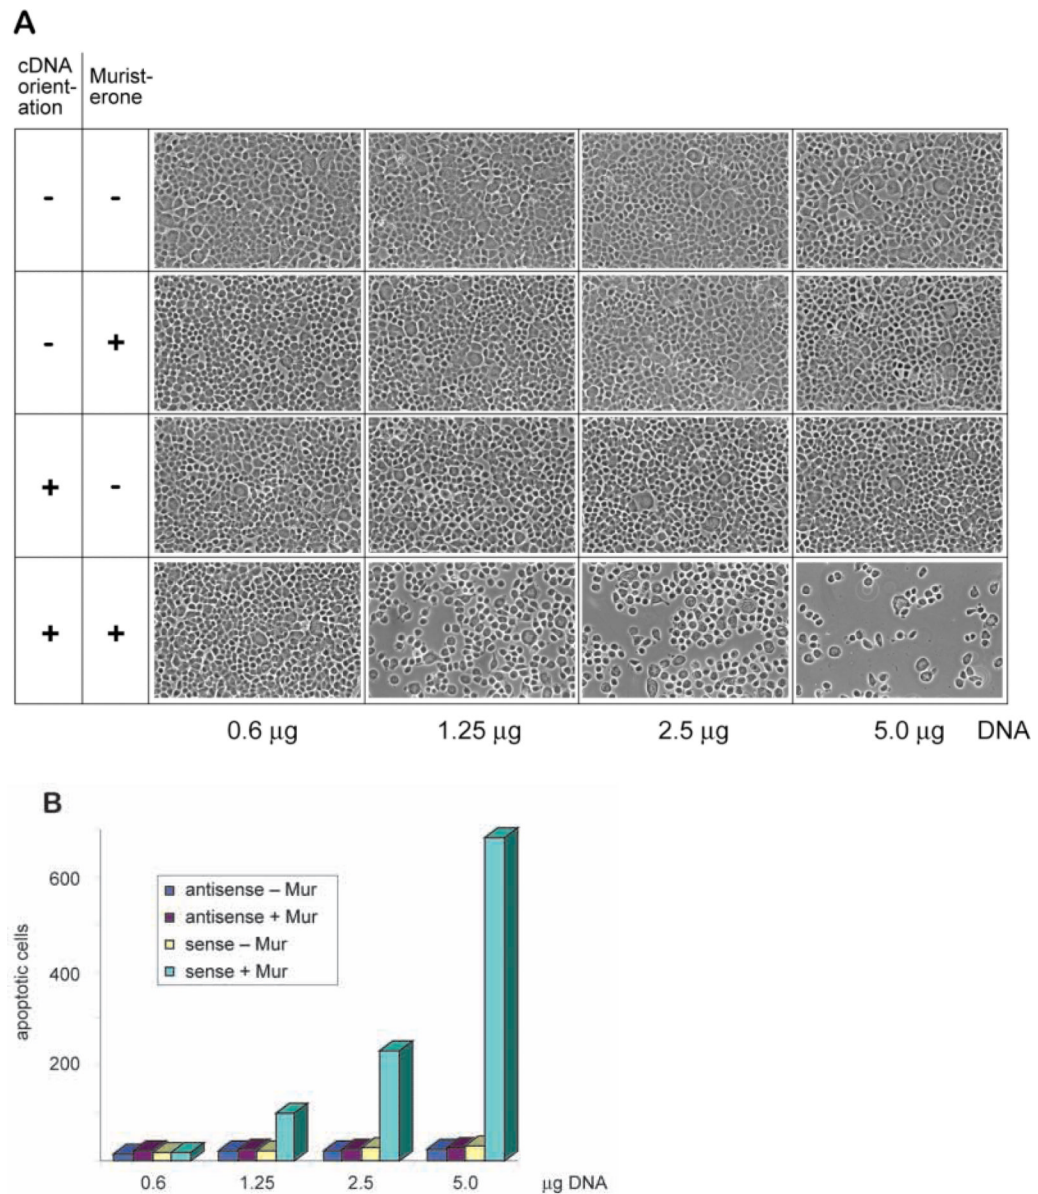 A
cDNA
orient-
ation
Murist-
erone
- -
- +
+ -
+ +
0.6 μg 1.25 μg 2.5 μg 5.0 μg DNA
B
apoptotic cells
600
400
200
antisense – Mur
antisense + Mur
sense – Mur
sense + Mur
0.6 1.25 2.5 5.0 μg DNA